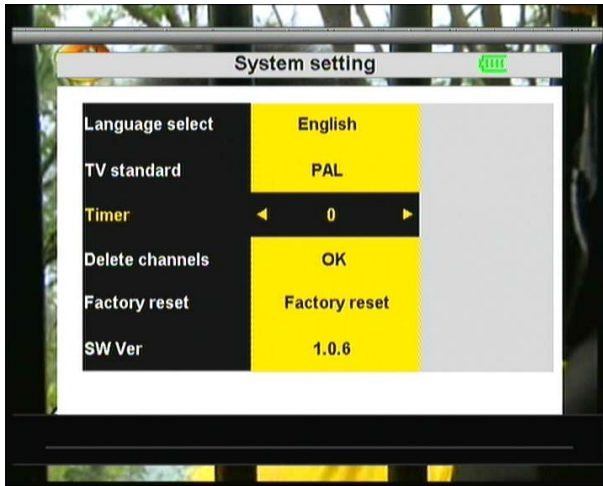 System setting
Language select English
TV standard PAL
Timer 0
Delete channels OK
Factory reset Factory reset
SW Ver 1.0.6